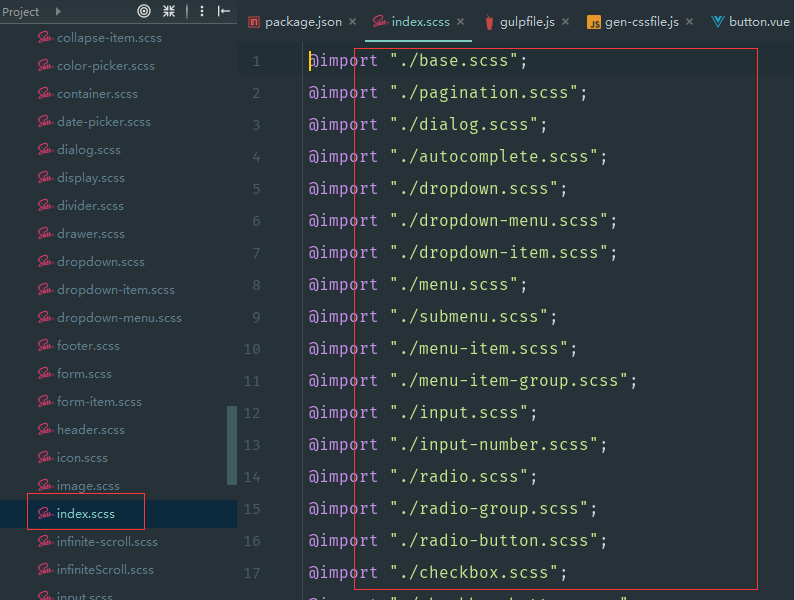 Project
package.json
index.scss
gulpfile.js
gen-cssfile.js
button.vue
collapse-item.scss
color-picker.scss
container.scss
date-picker.scss
dialog.scss
display.scss
divider.scss
drawer.scss
dropdown.scss
dropdown-item.scss
dropdown-menu.scss
footer.scss
form.scss
form-item.scss
header.scss
icon.scss
image.scss
index.scss
infinite-scroll.scss
infiniteScroll.scss
input.scss
1 @import "./base.scss";
2 @import "./pagination.scss";
3 @import "./dialog.scss";
4 @import "./autocomplete.scss";
5 @import "./dropdown.scss";
6 @import "./dropdown-menu.scss";
7 @import "./dropdown-item.scss";
8 @import "./menu.scss";
9 @import "./submenu.scss";
10 @import "./menu-item.scss";
11 @import "./menu-item-group.scss";
12 @import "./input.scss";
13 @import "./input-number.scss";
14 @import "./radio.scss";
15 @import "./radio-group.scss";
16 @import "./radio-button.scss";
17 @import "./checkbox.scss";